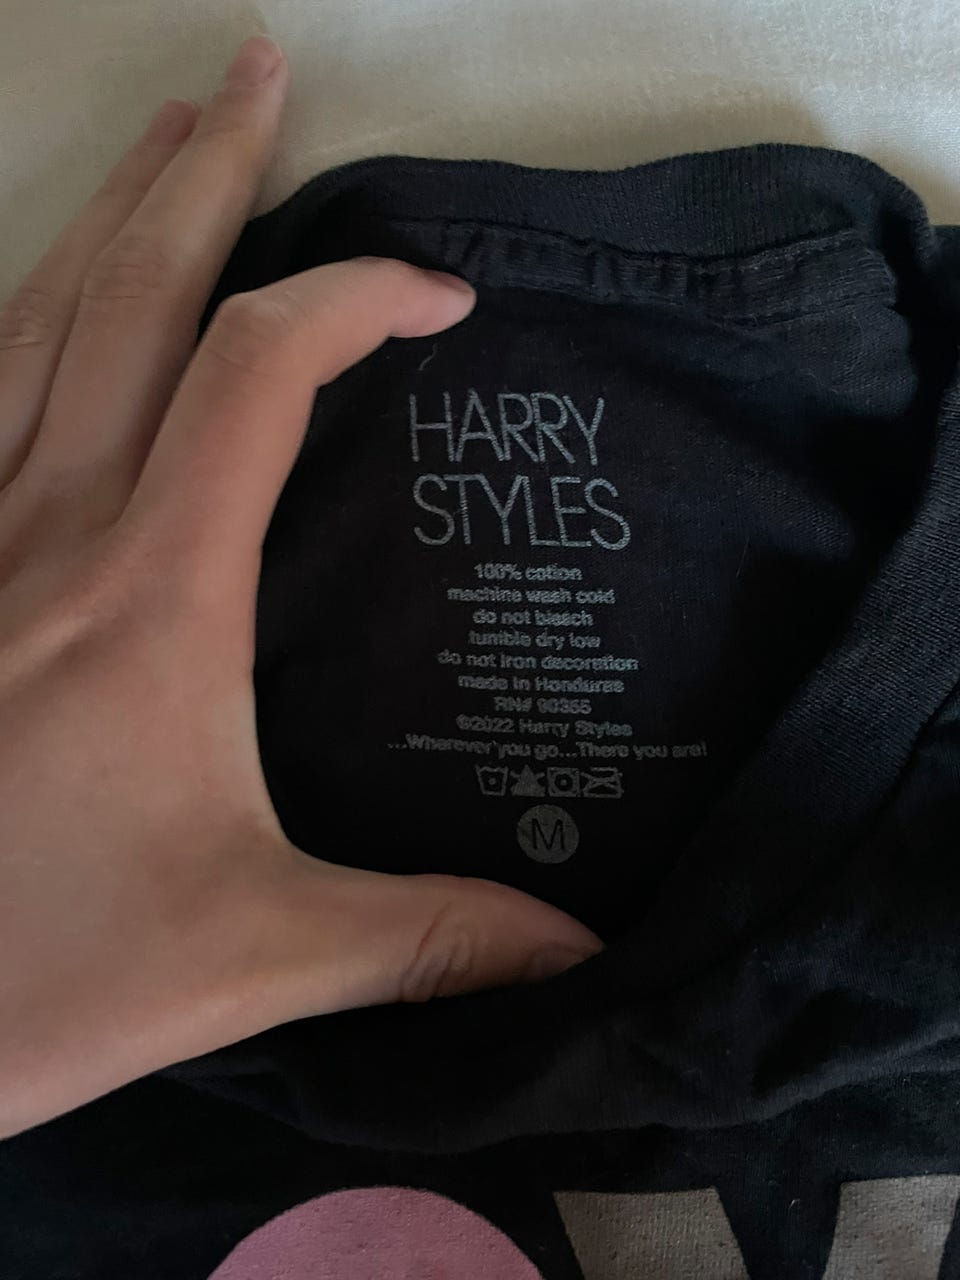 HARRY
STYLES
100% cotton
machine wash cold
do not bleach
tumble dry low
do not iron decoration
made in Honduras
RN# 90355
©2022 Harry Styles
...Wherever you go...There you are!
M